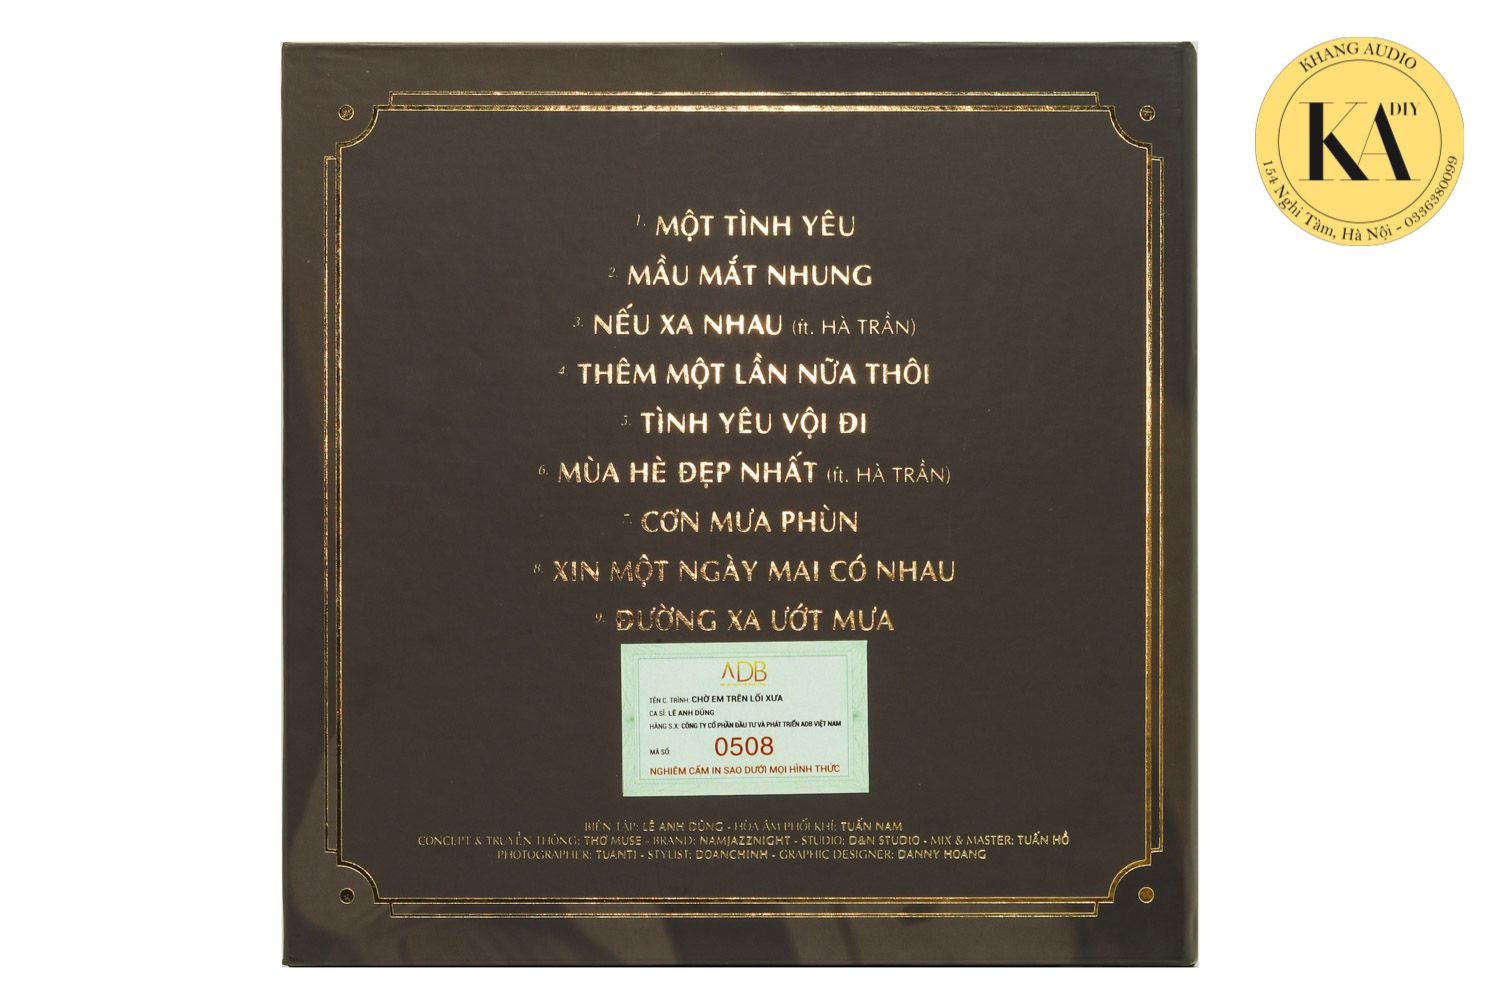 KHANG AUDIO
KA DIY
154 Nghi Tàm, Hà Nội - 0336380099
1. MỘT TÌNH YÊU
2. MẦU MẮT NHUNG
3. NẾU XA NHAU (ft. HÀ TRẦN)
4. THÊM MỘT LẦN NỮA THÔI
5. TÌNH YÊU VỘI ĐI
6. MÙA HÈ ĐẸP NHẤT (ft. HÀ TRẦN)
7. CƠN MƯA PHÙN
8. XIN MỘT NGÀY MAI CÓ NHAU
9. ĐƯỜNG XA ƯỚT MƯA
ADB
TÊN C. TRÌNH: CHỜ EM TRÊN LỐI XƯA
CA SĨ: LÊ ANH DŨNG
HÃNG S.X: CÔNG TY CỔ PHẦN ĐẦU TƯ VÀ PHÁT TRIỂN ADB VIỆT NAM
MÃ SỐ: 0508
NGHIÊM CẤM IN SAO DƯỚI MỌI HÌNH THỨC
BIÊN TẬP: LÊ ANH DŨNG - HÒA ÂM PHỐI KHÍ: TUẤN NAM
CONCEPT & TRUYỀN THÔNG: THƠ MUSE - BRAND: NAMJAZZNIGHT - STUDIO: D&N STUDIO - MIX & MASTER: TUẤN HỒ
PHOTOGRAPHER: TUANTI - STYLIST: DOANCHINH - GRAPHIC DESIGNER: DANNY HOANG